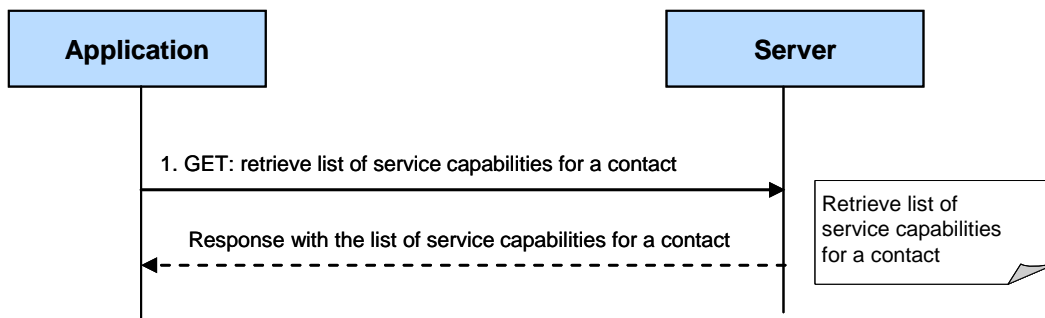 Application
Server
1. GET: retrieve list of service capabilities for a contact
Response with the list of service capabilities for a contact
Retrieve list of
service capabilities
for a contact